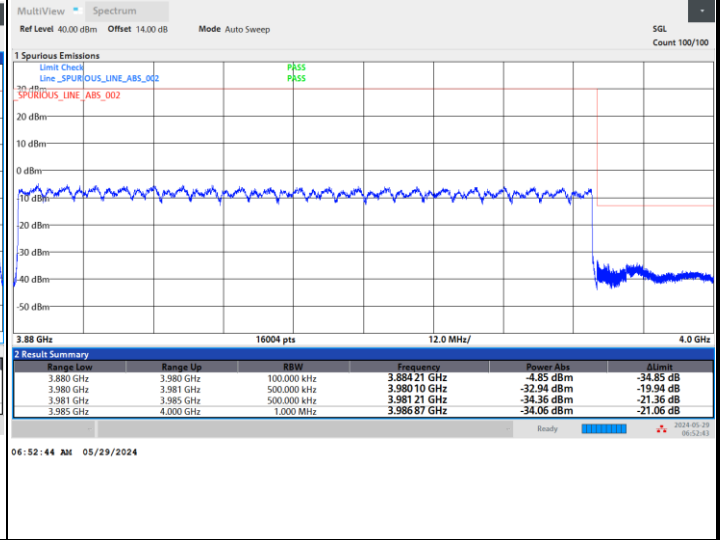 MultiView Spectrum
Ref Level 40.00 dBm Offset 14.00 dB Mode Auto Sweep SGL
Count 100/100
1 Spurious Emissions
Limit Check PASS
Line _SPURIOUS_LINE_ABS_002 PASS
30 dBm
_SPURIOUS_LINE_ABS_002
20 dBm
10 dBm
0 dBm
-10 dBm
-20 dBm
-30 dBm
-40 dBm
-50 dBm
3.88 GHz 16004 pts 12.0 MHz/ 4.0 GHz
2 Result Summary
Range Low Range Up RBW Frequency Power Abs ΔLimit
3.880 GHz 3.980 GHz 100.000 kHz 3.884 21 GHz -4.85 dBm -34.85 dB
3.980 GHz 3.981 GHz 500.000 kHz 3.980 10 GHz -32.94 dBm -19.94 dB
3.981 GHz 3.985 GHz 500.000 kHz 3.981 21 GHz -34.36 dBm -21.36 dB
3.985 GHz 4.000 GHz 1.000 MHz 3.986 87 GHz -34.06 dBm -21.06 dB
Ready 2024-05-29
06:52:43
06:52:44 AM 05/29/2024